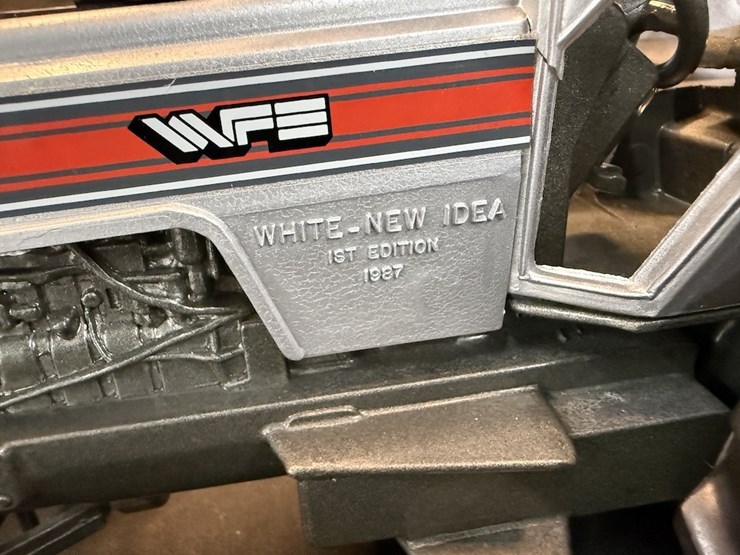 WFE
WHITE-NEW IDEA
1ST EDITION
1987